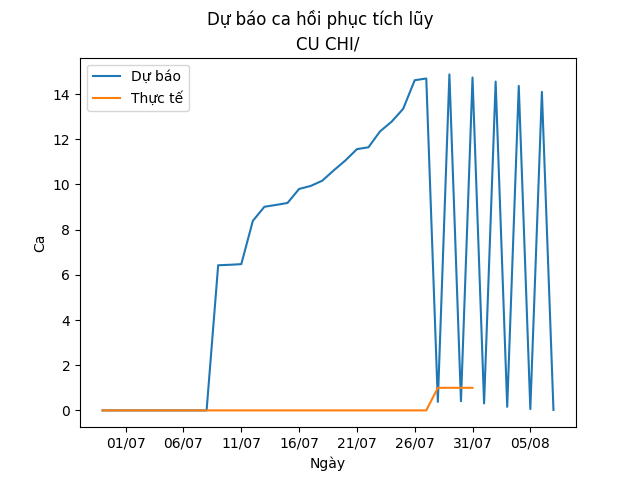 Dự báo ca hồi phục tích lũy
CU CHI/
Dự báo
Thực tế
14
12
10
8
6
4
2
0
Ca
01/07 06/07 11/07 16/07 21/07 26/07 31/07 05/08
Ngày